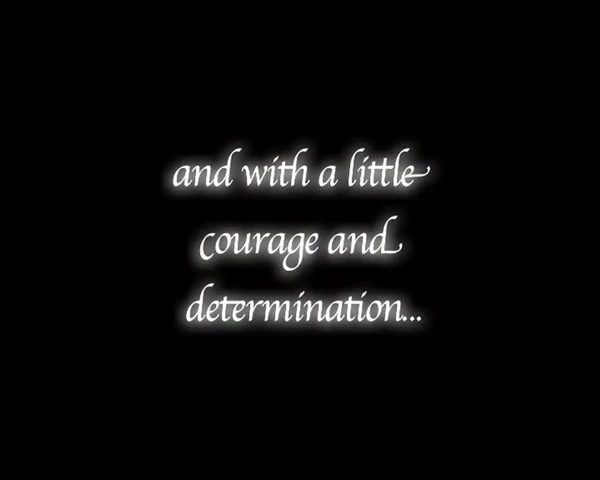 and with a little
courage and
determination...